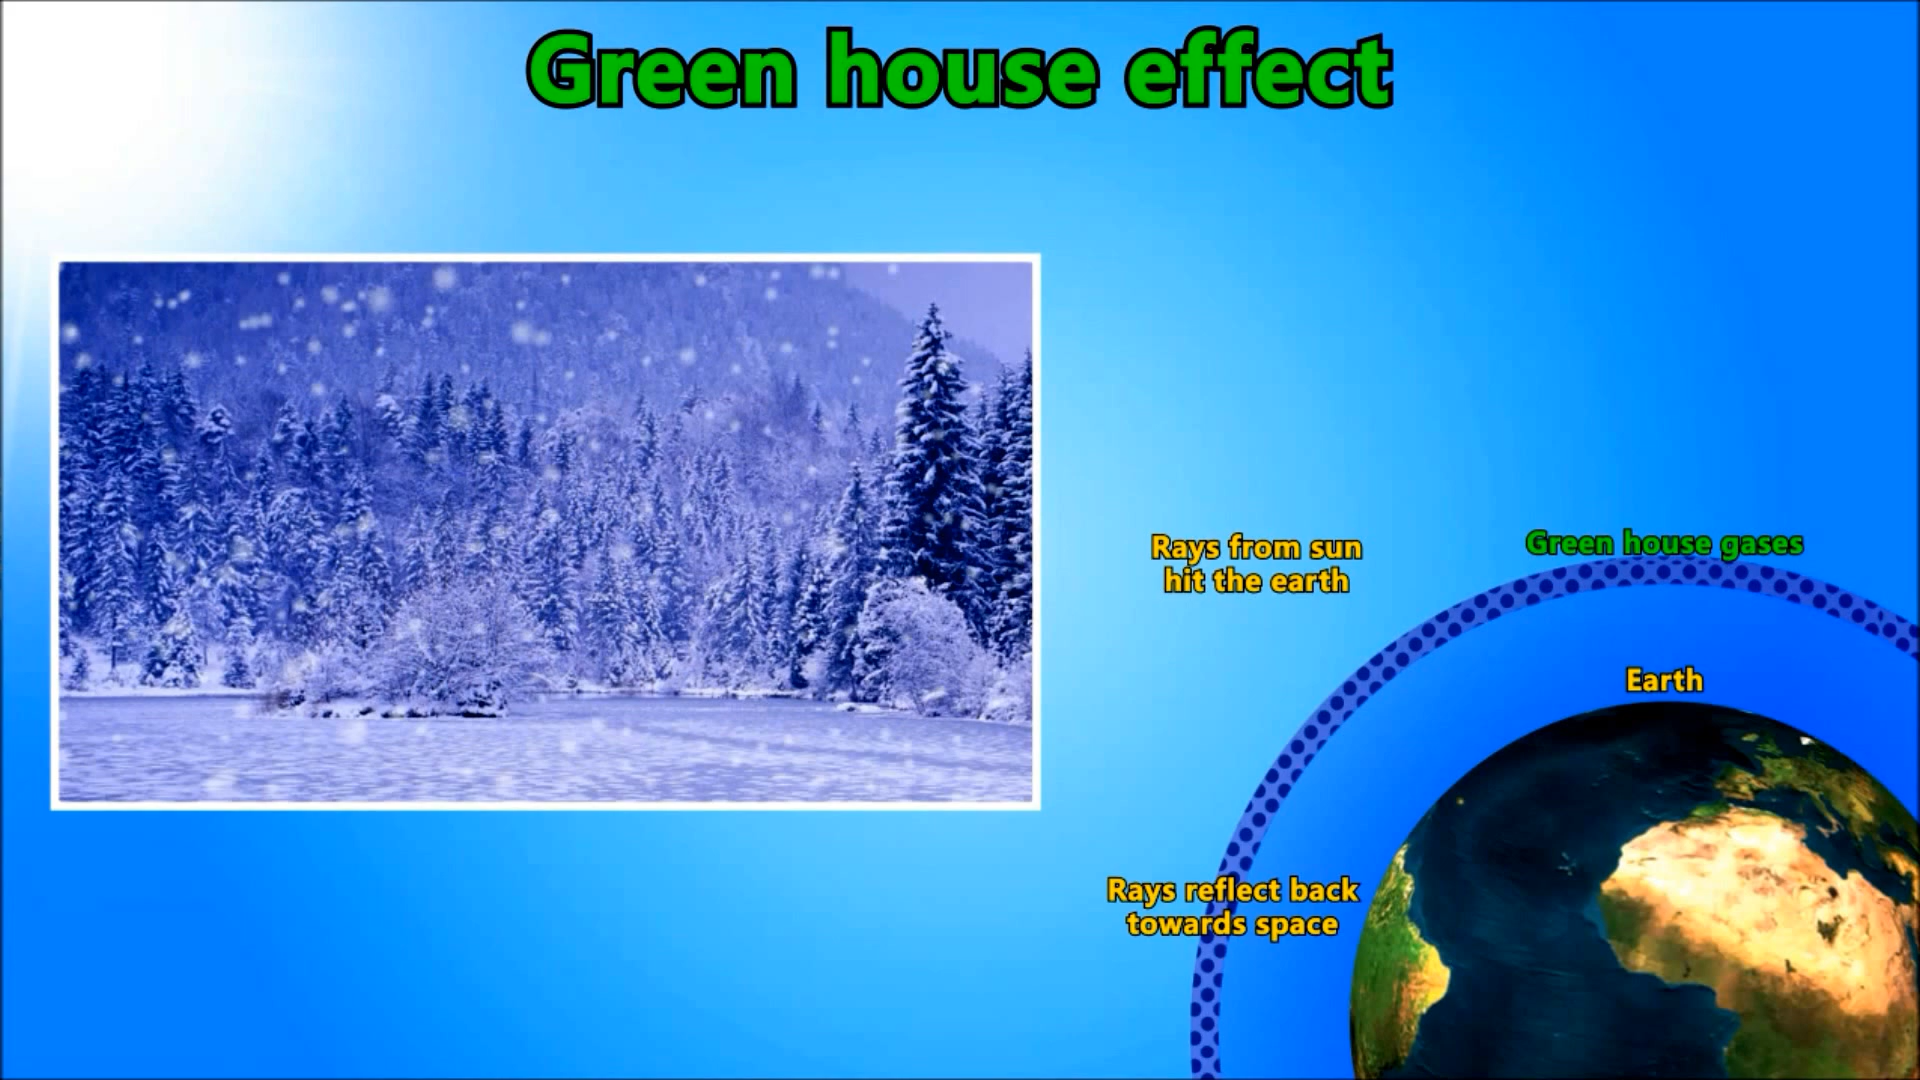 Green house effect
Rays from sun
hit the earth
Green house gases
Earth
Rays reflect back
towards space